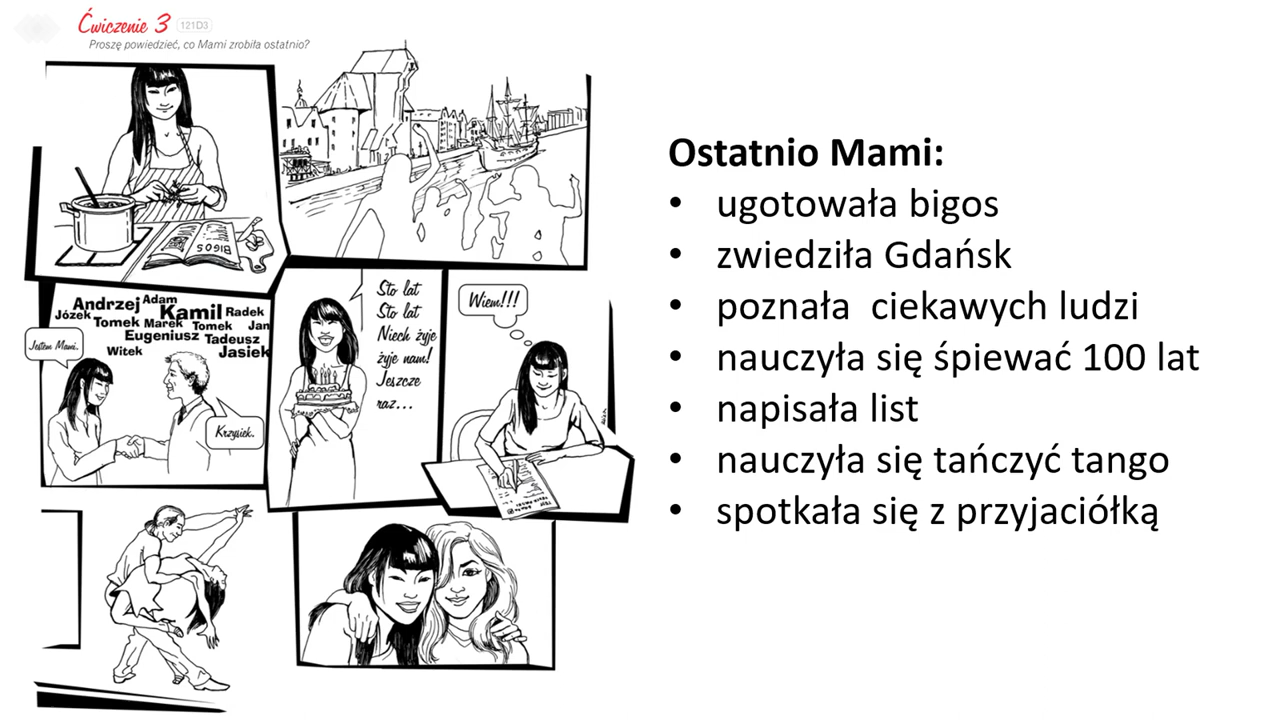 Ćwiczenie 3 121D3
Proszę powiedzieć, co Mami zrobiła ostatnio?
BIGOS
Andrzej Adam
Józek Kamil Radek
Tomek Marek Tomek Jan
Eugeniusz Tadeusz
Witek Jasiek
Jestem Mami.
Krzysiek.
Sto lat
Sto lat
Niech żyje
żyje nam!
Jeszcze
raz...
Wiem!!!
Ostatnio Mami:
• ugotowała bigos
• zwiedziła Gdańsk
• poznała ciekawych ludzi
• nauczyła się śpiewać 100 lat
• napisała list
• nauczyła się tańczyć tango
• spotkała się z przyjaciółką